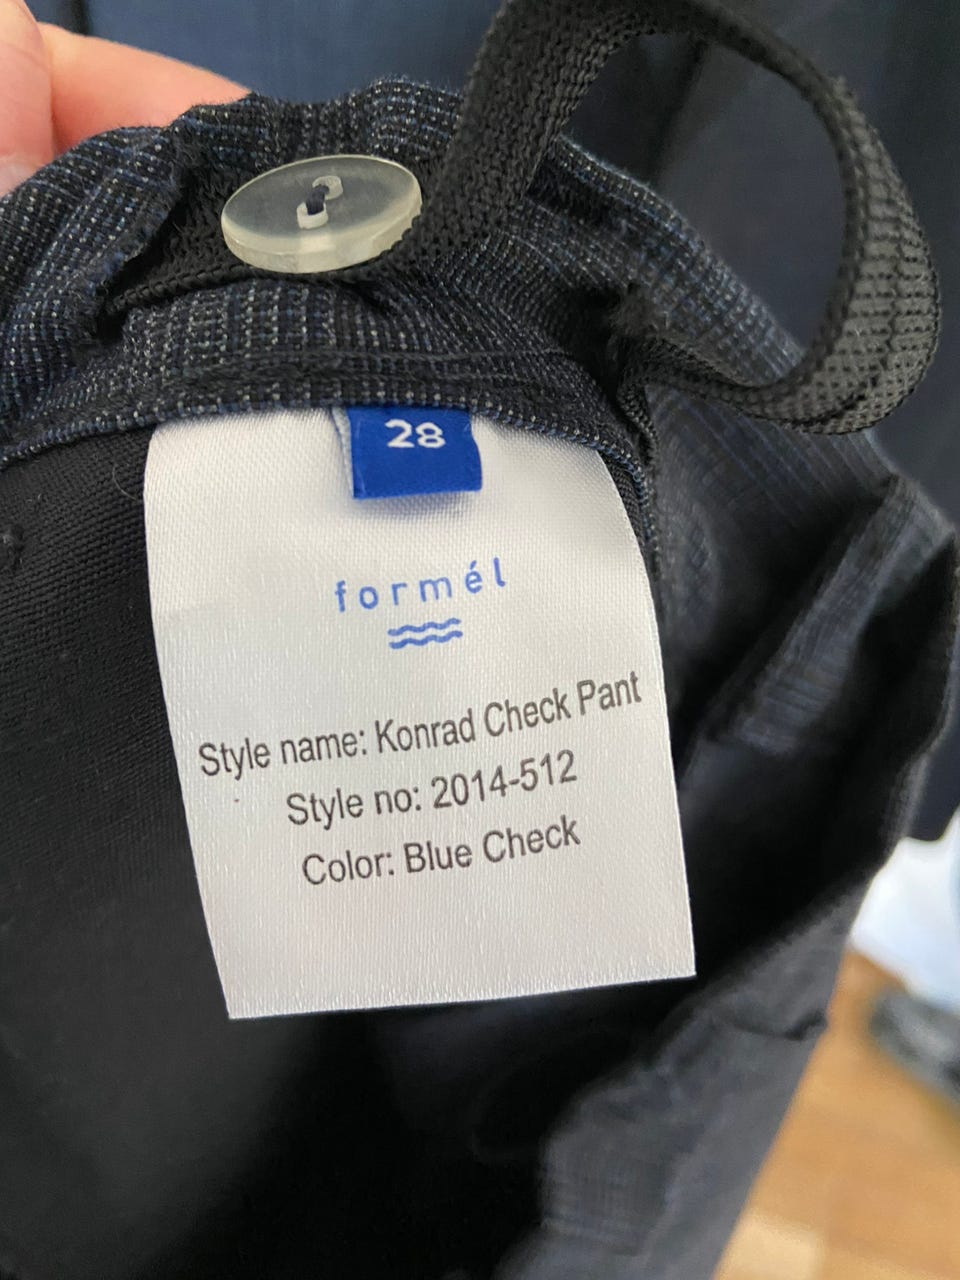 28
formél
Style name: Konrad Check Pant
Style no: 2014-512
Color: Blue Check